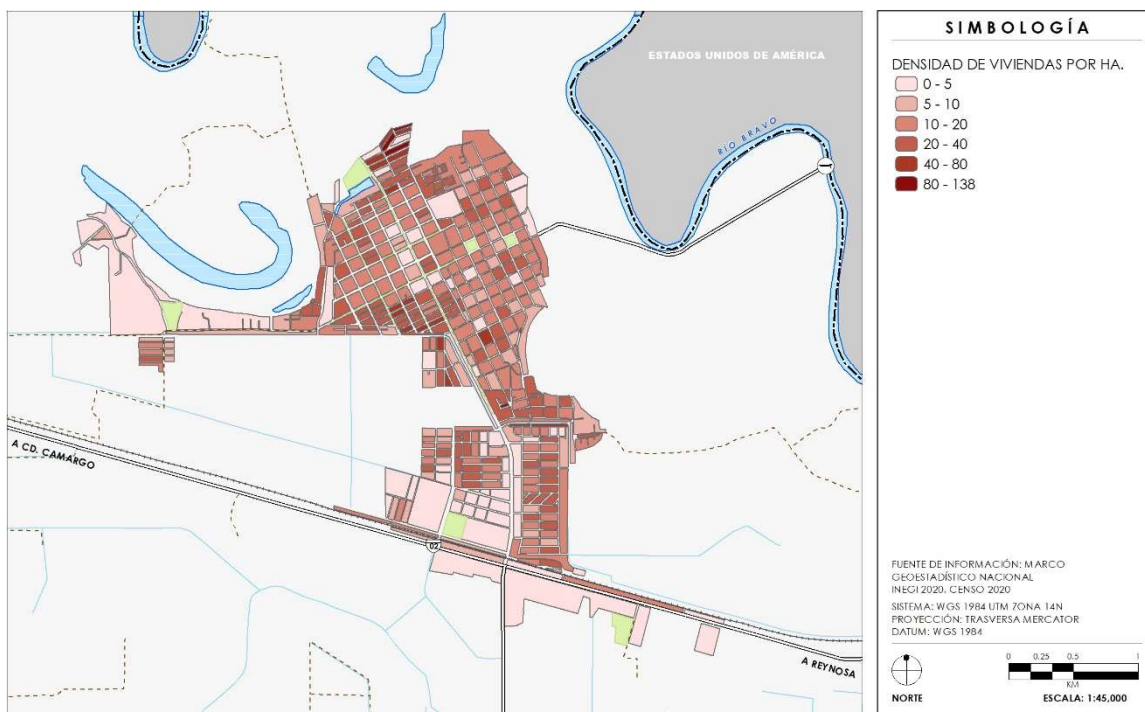 ESTADOS UNIDOS DE AMÉRICA
RÍO BRAVO
1
A CD. CAMARGO
02
A REYNOSA
SIMBOLOGÍA
DENSIDAD DE VIVIENDAS POR HA.
0 - 5
5 - 10
10 - 20
20 - 40
40 - 80
80 - 138
FUENTE DE INFORMACIÓN: MARCO
GEOESTADÍSTICO NACIONAL
INEGI 2020, CENSO 2020
SISTEMA: WGS 1984 UTM ZONA 14N
PROYECCIÓN: TRASVERSA MERCATOR
DATUM: WGS 1984
NORTE
0 0.25 0.5 1
KM
ESCALA: 1:45,000